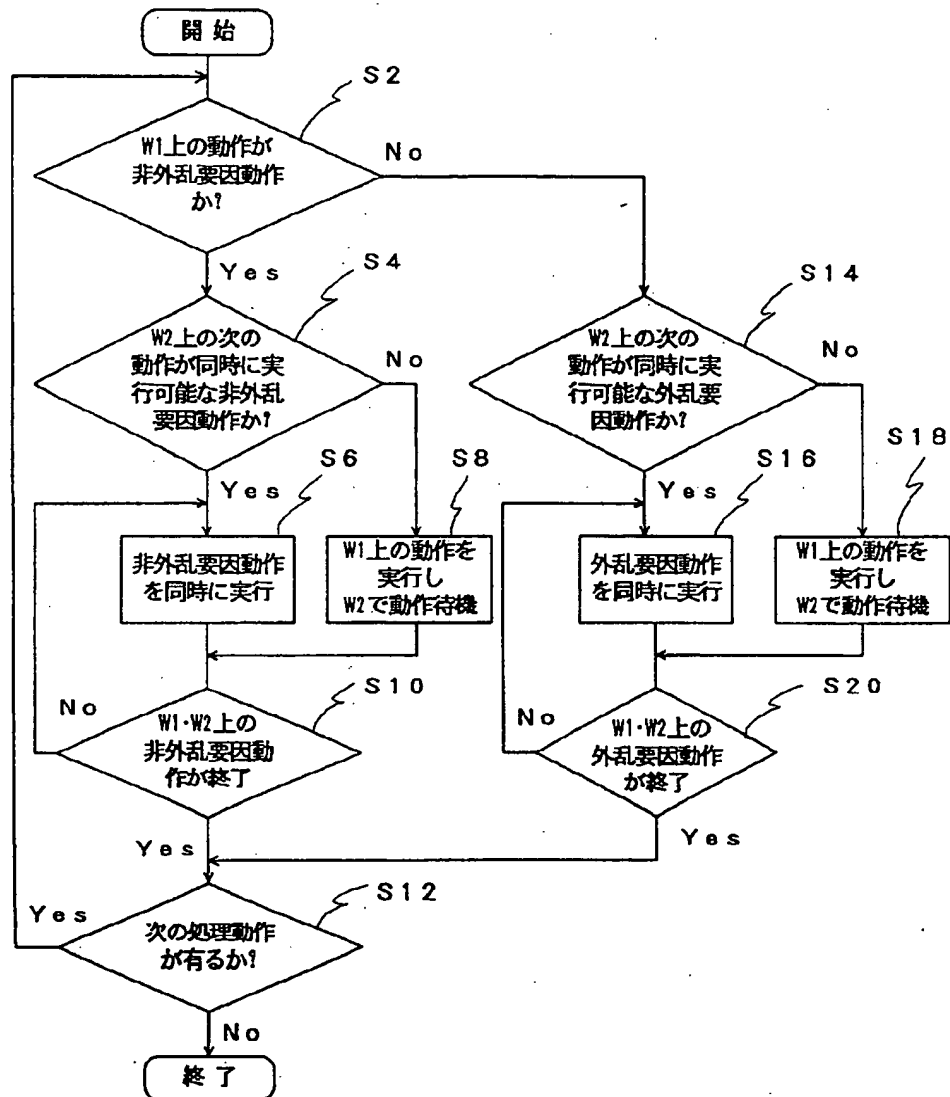 開始
S2
W1上の動作が
非外乱要因動作
か?
No
Yes
S4
W2上の次の
動作が同時に実
行可能な非外乱
要因動作か?
No
S14
W2上の次の
動作が同時に実
行可能な外乱要
因動作か?
No
Yes
S6
非外乱要因動作
を同時に実行
S8
W1上の動作を
実行し
W2で動作待機
Yes
S16
外乱要因動作
を同時に実行
S18
W1上の動作を
実行し
W2で動作待機
S10
No
W1・W2上の
非外乱要因動
作が終了
Yes
S20
No
W1・W2上の
外乱要因動作
が終了
Yes
S12
Yes
次の処理動作
が有るか?
No
終了